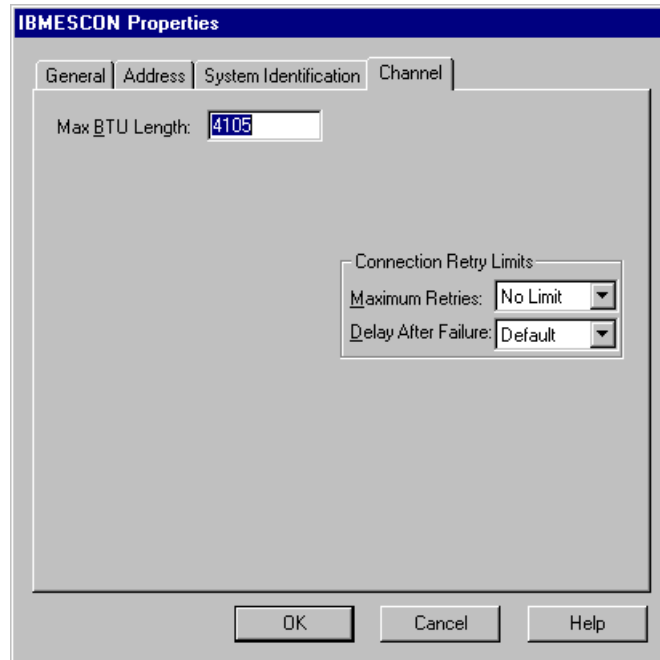 IBMESCON Properties
General Address System Identification Channel
Max BTU Length: 4105
Connection Retry Limits
Maximum Retries: No Limit
Delay After Failure: Default
OK Cancel Help